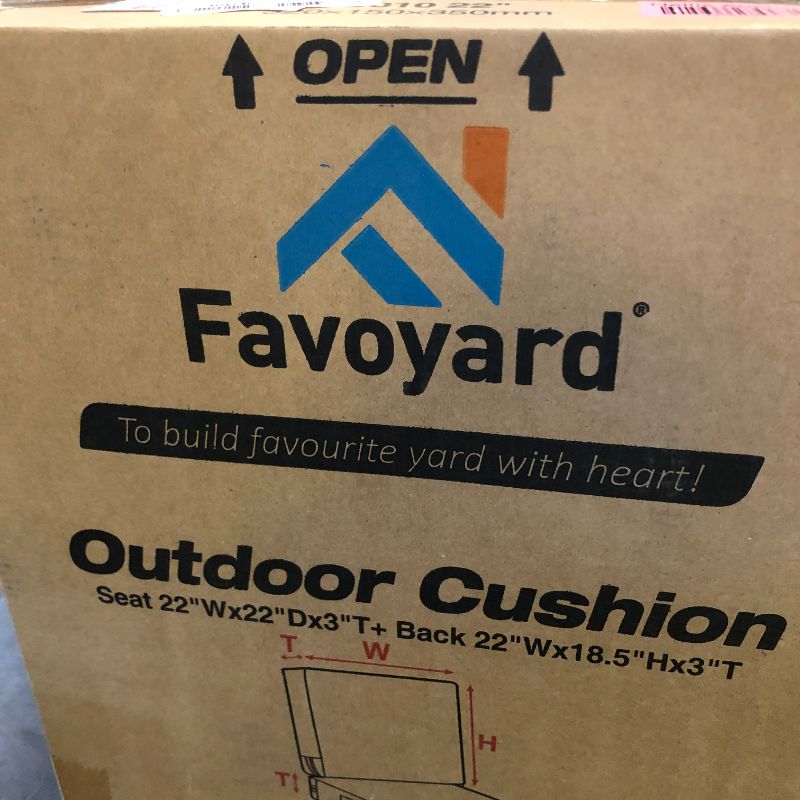 OPEN
Favoyard®
To build favourite yard with heart!
Outdoor Cushion
Seat 22"Wx22"Dx3"T+ Back 22"Wx18.5"Hx3"T
T W
H
T